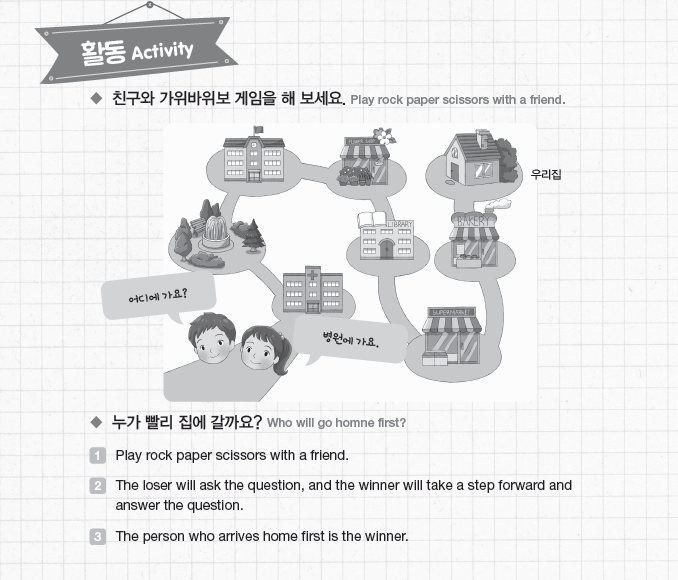 활동 Activity
◆ 친구와 가위바위보 게임을 해 보세요. Play rock paper scissors with a friend.
FLOWER SHOP
우리집
LIBRARY
BAKERY
어디에 가요?
SUPERMARKET
병원에 가요.
◆ 누가 빨리 집에 갈까요? Who will go homne first?
1 Play rock paper scissors with a friend.
2 The loser will ask the question, and the winner will take a step forward and
answer the question.
3 The person who arrives home first is the winner.